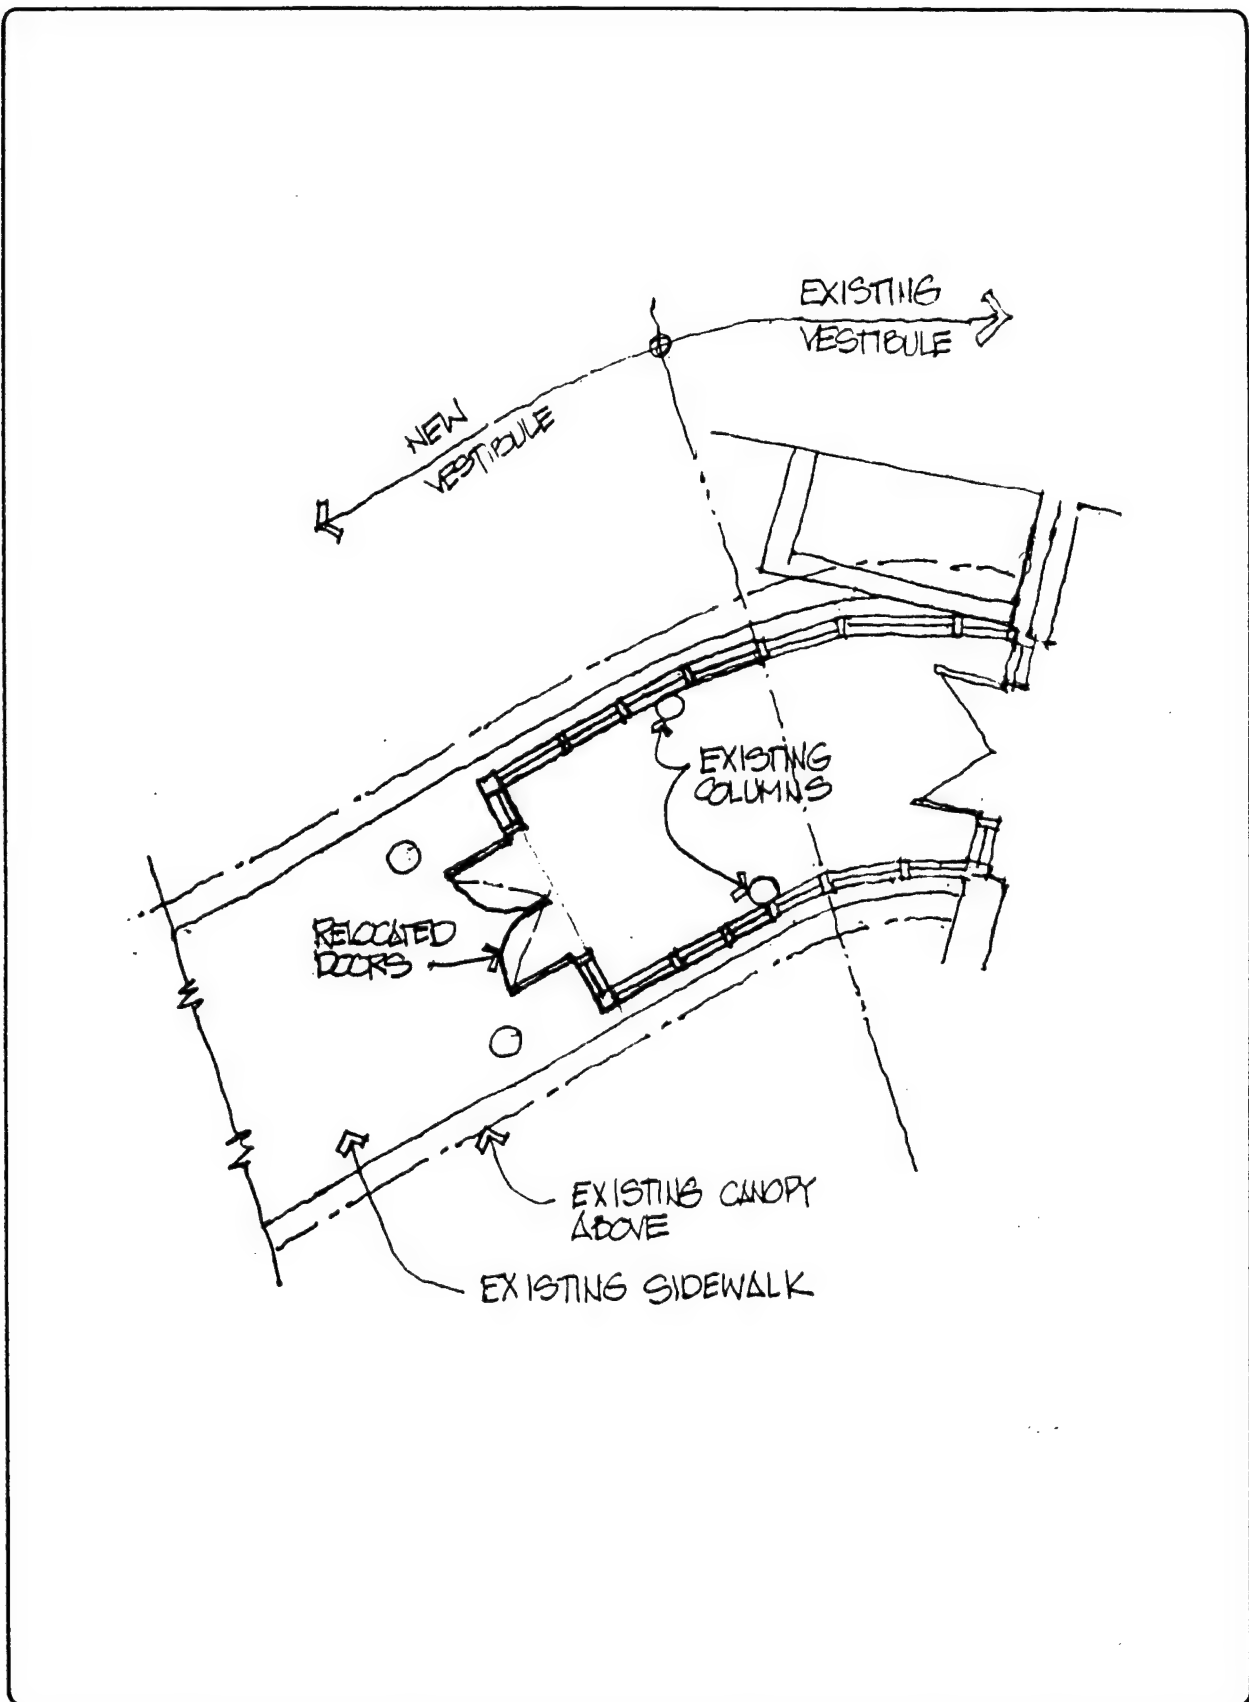 EXISTING
VESTIBULE
NEW
VESTIBULE
EXISTING
COLUMNS
RELOCATED
DOORS
EXISTING CANOPY
ABOVE
EXISTING SIDEWALK